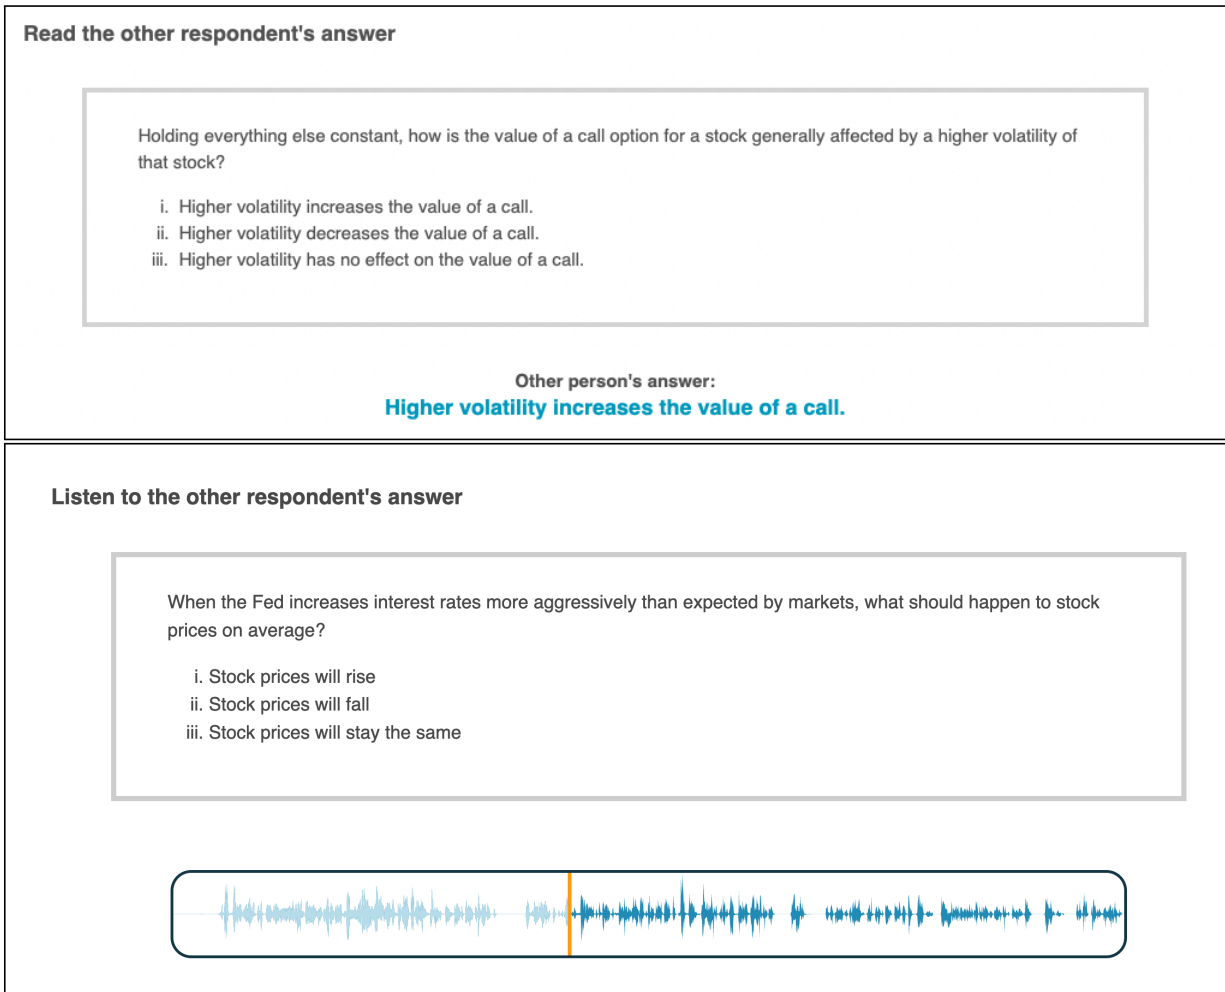 Read the other respondent's answer
Holding everything else constant, how is the value of a call option for a stock generally affected by a higher volatility of
that stock?
i. Higher volatility increases the value of a call.
ii. Higher volatility decreases the value of a call.
iii. Higher volatility has no effect on the value of a call.
Other person's answer:
Higher volatility increases the value of a call.
Listen to the other respondent's answer
When the Fed increases interest rates more aggressively than expected by markets, what should happen to stock
prices on average?
i. Stock prices will rise
ii. Stock prices will fall
iii. Stock prices will stay the same